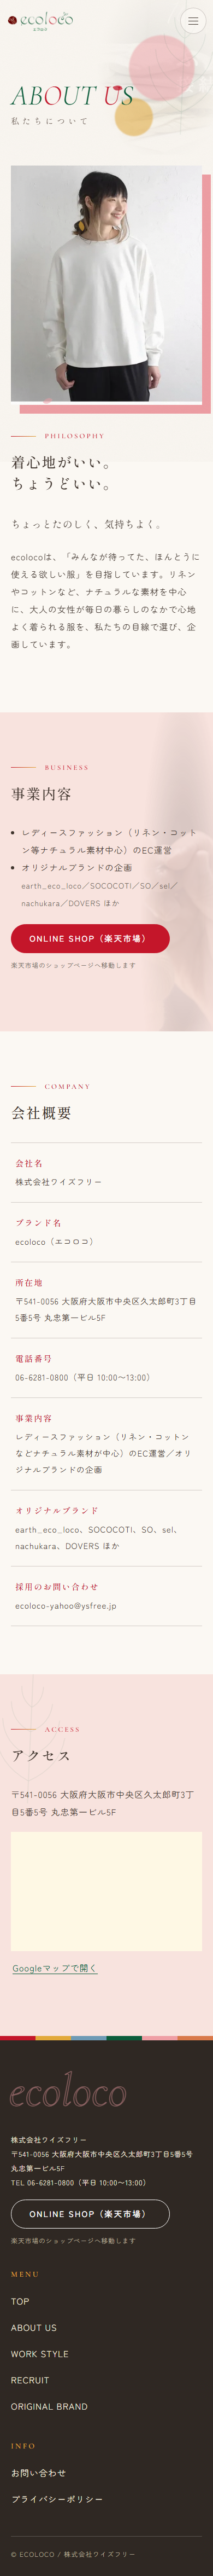 ecoloco
エコロコ
ABOUT US
私たちについて
PHILOSOPHY
着心地がいい。
ちょうどいい。
ちょっとたのしく、気持ちよく。
ecolocoは、「みんなが待ってた、ほんとうに
使える欲しい服」を目指しています。リネン
やコットンなど、ナチュラルな素材を中心
に、大人の女性が毎日の暮らしのなかで心地
よく着られる服を、私たちの目線で選び、企
画しています。
BUSINESS
事業内容
レディースファッション（リネン・コット
ン等ナチュラル素材中心）のEC運営
オリジナルブランドの企画
earth_eco_loco／SOCOCOTI／SO／sel／
nachukara／DOVERS ほか
ONLINE SHOP（楽天市場）
楽天市場のショップページへ移動します
COMPANY
会社概要
会社名
株式会社ワイズフリー
ブランド名
ecoloco（エコロコ）
所在地
〒541-0056 大阪府大阪市中央区久太郎町3丁目
5番5号 丸忠第一ビル5F
電話番号
06-6281-0800（平日 10:00〜13:00）
事業内容
レディースファッション（リネン・コットン
などナチュラル素材が中心）のEC運営／オリ
ジナルブランドの企画
オリジナルブランド
earth_eco_loco、SOCOCOTI、SO、sel、
nachukara、DOVERS ほか
採用のお問い合わせ
ecoloco-yahoo@ysfree.jp
ACCESS
アクセス
〒541-0056 大阪府大阪市中央区久太郎町3丁
目5番5号 丸忠第一ビル5F
Googleマップで開く
ecoloco
株式会社ワイズフリー
〒541-0056 大阪府大阪市中央区久太郎町3丁目5番5号
丸忠第一ビル5F
TEL 06-6281-0800（平日 10:00〜13:00）
ONLINE SHOP（楽天市場）
楽天市場のショップページへ移動します
MENU
TOP
ABOUT US
WORK STYLE
RECRUIT
ORIGINAL BRAND
INFO
お問い合わせ
プライバシーポリシー
© ECOLOCO / 株式会社ワイズフリー